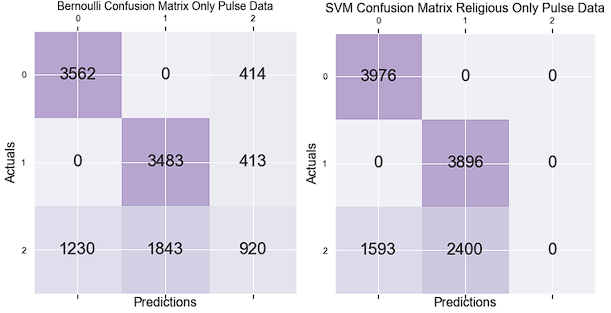 Bernoulli Confusion Matrix Only Pulse Data
0 1 2
0 3562 0 414
1 0 3483 413
2 1230 1843 920
Actuals
Predictions
SVM Confusion Matrix Religious Only Pulse Data
0 1 2
0 3976 0 0
1 0 3896 0
2 1593 2400 0
Actuals
Predictions